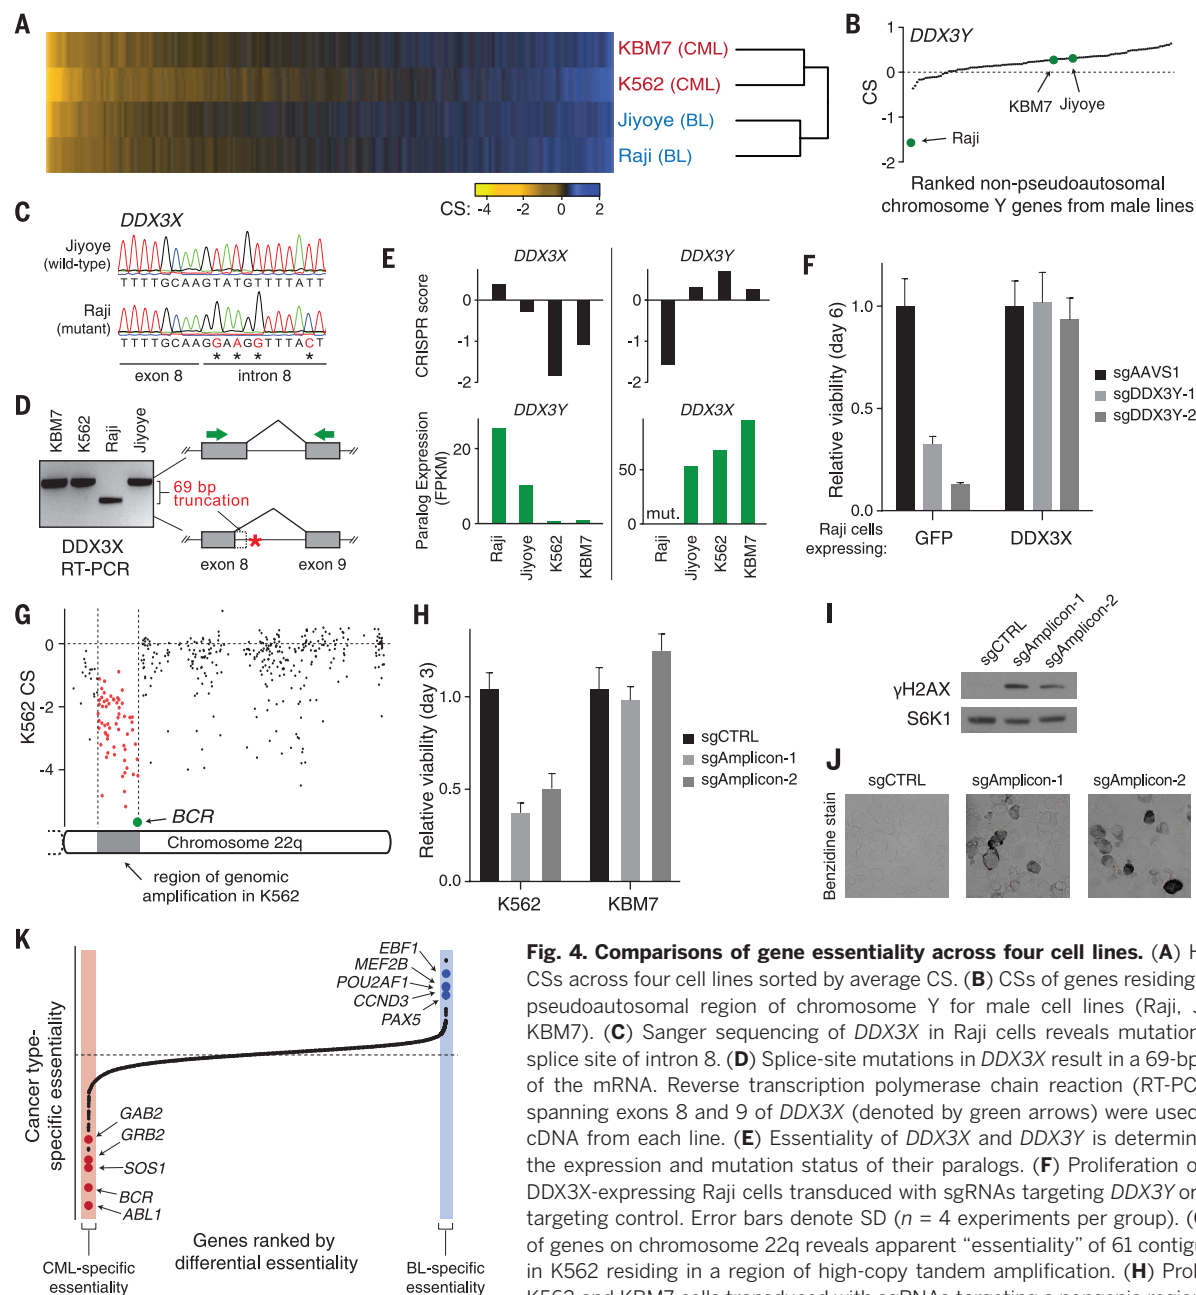 A
KBM7 (CML)
K562 (CML)
Jiyoye (BL)
Raji (BL)
CS: -4 -2 0 2
B
DDX3Y
CS
1
0
-1
-2
KBM7
Jiyoye
Raji
Ranked non-pseudoautosomal
chromosome Y genes from male lines
C
DDX3X
Jiyoye
(wild-type)
TTTTGCAAGTATGTTTTATT
Raji
(mutant)
TTTTGCAAGGAAGGTTTACT
* * * *
exon 8
intron 8
D
KBM7
K562
Raji
Jiyoye
69 bp
truncation
*
DDX3X
RT-PCR
exon 8
exon 9
E
DDX3X
DDX3Y
CRISPR score
0
-1
-2
0
-2
DDX3Y
DDX3X
Paralog Expression
(FPKM)
20
0
50
0
mut.
Raji
Jiyoye
K562
KBM7
Raji
Jiyoye
K562
KBM7
F
Relative viability (day 6)
1.0
0.5
0
sgAAVS1
sgDDX3Y-1
sgDDX3Y-2
Raji cells
expressing:
GFP
DDX3X
G
K562 CS
0
-2
-4
BCR
Chromosome 22q
region of genomic
amplification in K562
H
Relative viability (day 3)
1.0
0.5
0.0
sgCTRL
sgAmplicon-1
sgAmplicon-2
K562
KBM7
I
sgCTRL
sgAmplicon-1
sgAmplicon-2
γH2AX
S6K1
J
sgCTRL
sgAmplicon-1
sgAmplicon-2
Benzidine stain
K
Cancer type-
specific essentiality
EBF1
MEF2B
POU2AF1
CCND3
PAX5
GAB2
GRB2
SOS1
BCR
ABL1
CML-specific
essentiality
Genes ranked by
differential essentiality
BL-specific
essentiality
Fig. 4. Comparisons of gene essentiality across four cell lines. (A) H
CSs across four cell lines sorted by average CS. (B) CSs of genes residing
pseudoautosomal region of chromosome Y for male cell lines (Raji, J
KBM7). (C) Sanger sequencing of DDX3X in Raji cells reveals mutation
splice site of intron 8. (D) Splice-site mutations in DDX3X result in a 69-bp
of the mRNA. Reverse transcription polymerase chain reaction (RT-PC
spanning exons 8 and 9 of DDX3X (denoted by green arrows) were used
cDNA from each line. (E) Essentiality of DDX3X and DDX3Y is determin
the expression and mutation status of their paralogs. (F) Proliferation o
DDX3X-expressing Raji cells transduced with sgRNAs targeting DDX3Y or
targeting control. Error bars denote SD (n = 4 experiments per group). (
of genes on chromosome 22q reveals apparent “essentiality” of 61 contig
in K562 residing in a region of high-copy tandem amplification. (H) Prol
K562 and KBM7 cells transduced with sgRNAs targeting a nongenic region